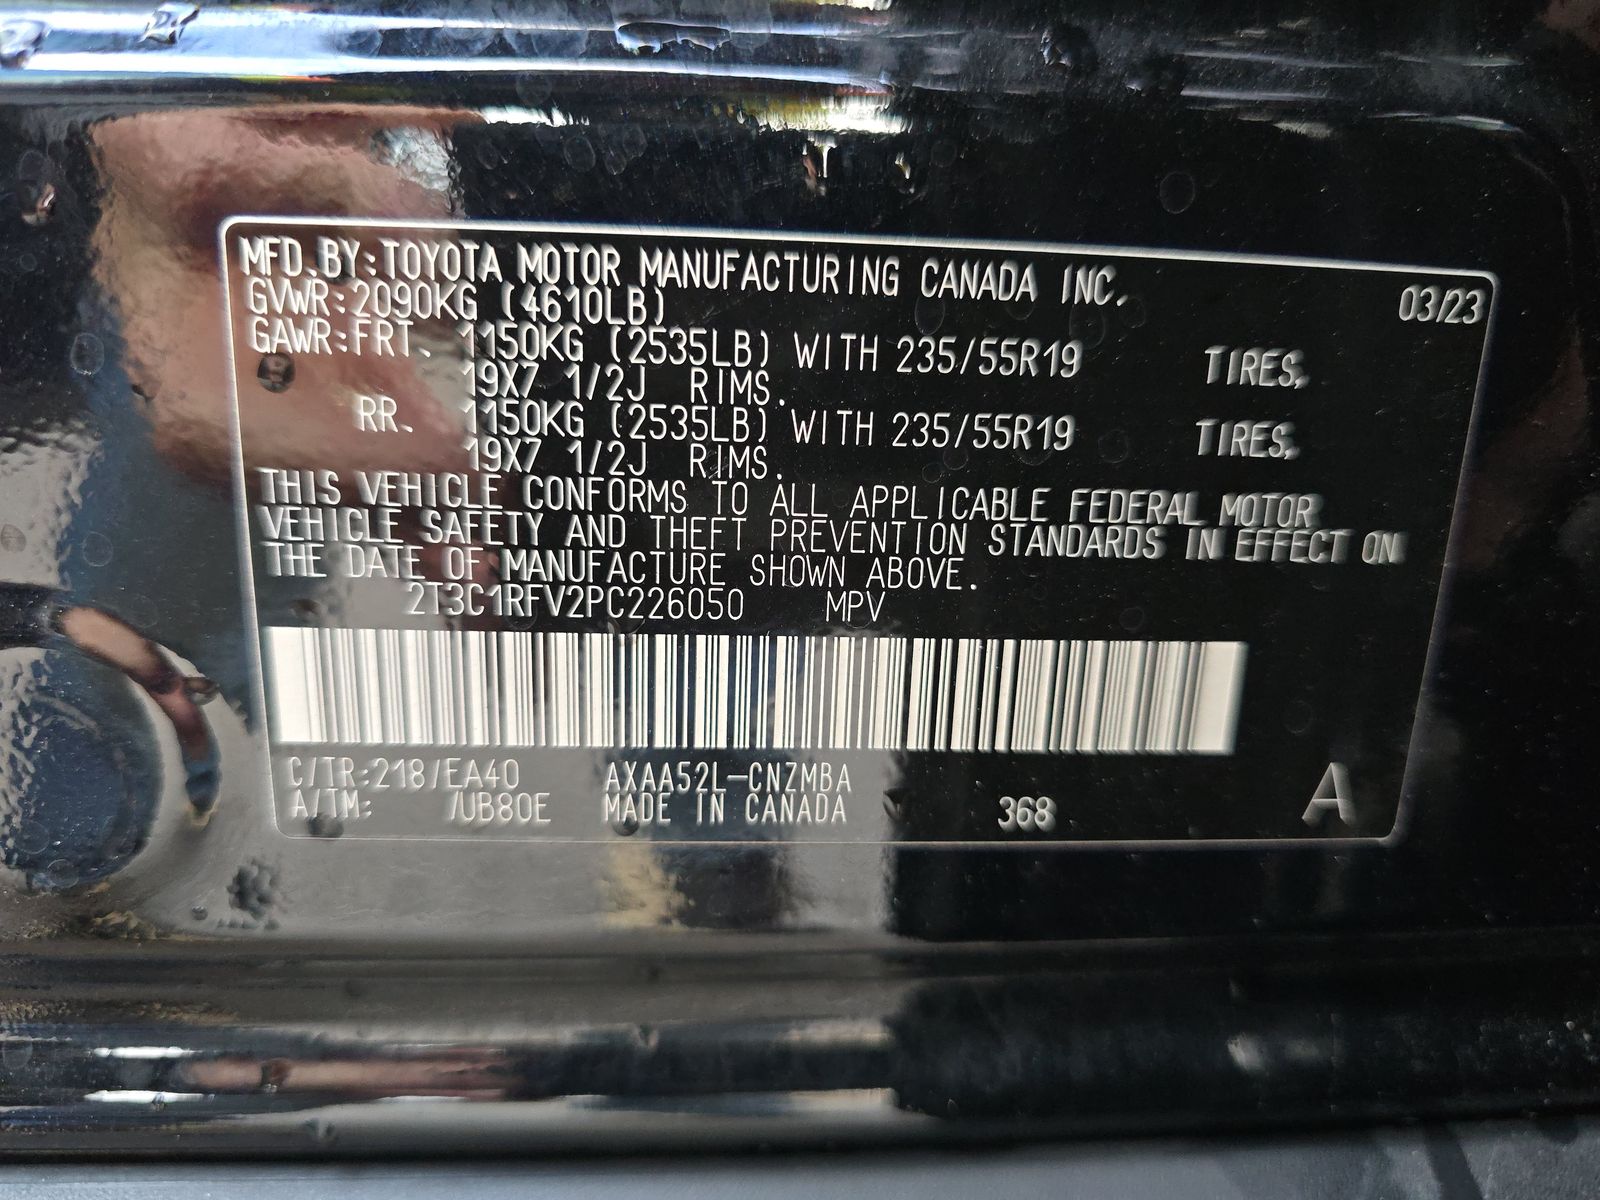 MFD.BY:TOYOTA MOTOR MANUFACTURING CANADA INC.
03/23
GVWR:2090KG (4610LB)
GAWR:FRT. 1150KG (2535LB) WITH 235/55R19 TIRES,
19X7 1/2J RIMS.
RR. 1150KG (2535LB) WITH 235/55R19 TIRES,
19X7 1/2J RIMS.
THIS VEHICLE CONFORMS TO ALL APPLICABLE FEDERAL MOTOR
VEHICLE SAFETY AND THEFT PREVENTION STANDARDS IN EFFECT ON
THE DATE OF MANUFACTURE SHOWN ABOVE.
2T3C1RFV2PC226050 MPV
C/TR:218/EA40 AXAA52L-CNZMBA
A/TM: /UB80E MADE IN CANADA 368 A